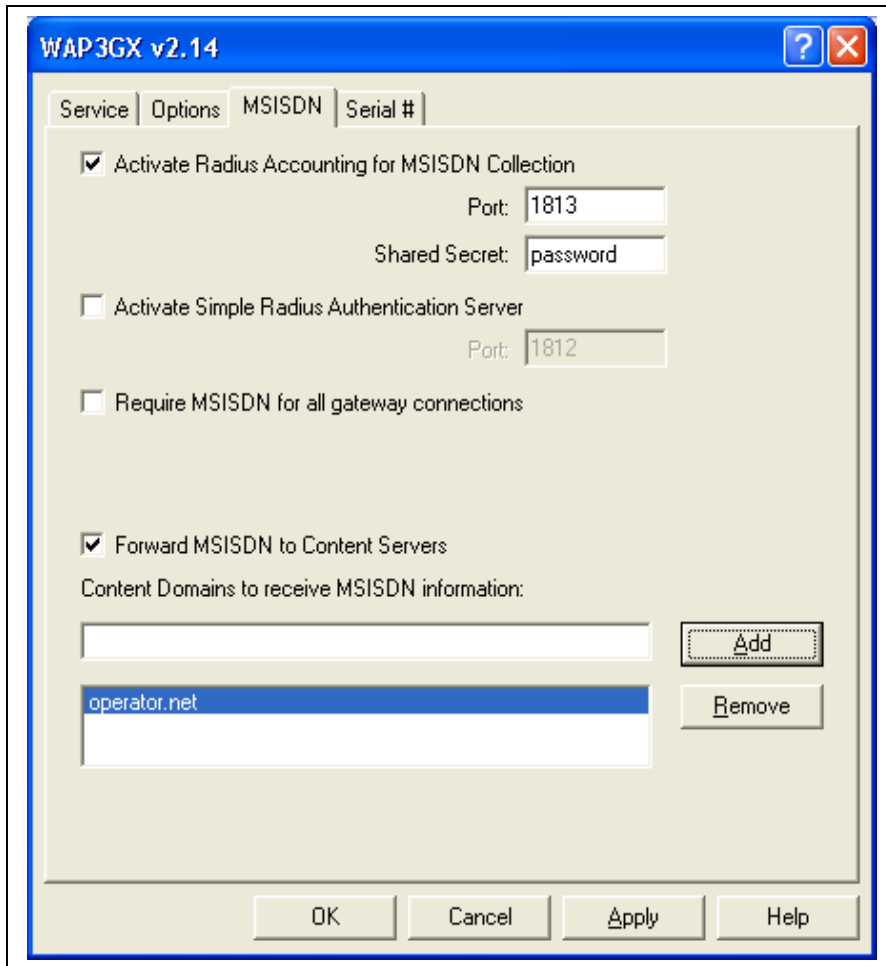 WAP3GX v2.14
Service Options MSISDN Serial #
Activate Radius Accounting for MSISDN Collection
Port: 1813
Shared Secret: password
Activate Simple Radius Authentication Server
Port: 1812
Require MSISDN for all gateway connections
Forward MSISDN to Content Servers
Content Domains to receive MSISDN information:
Add
operator.net
Remove
OK Cancel Apply Help